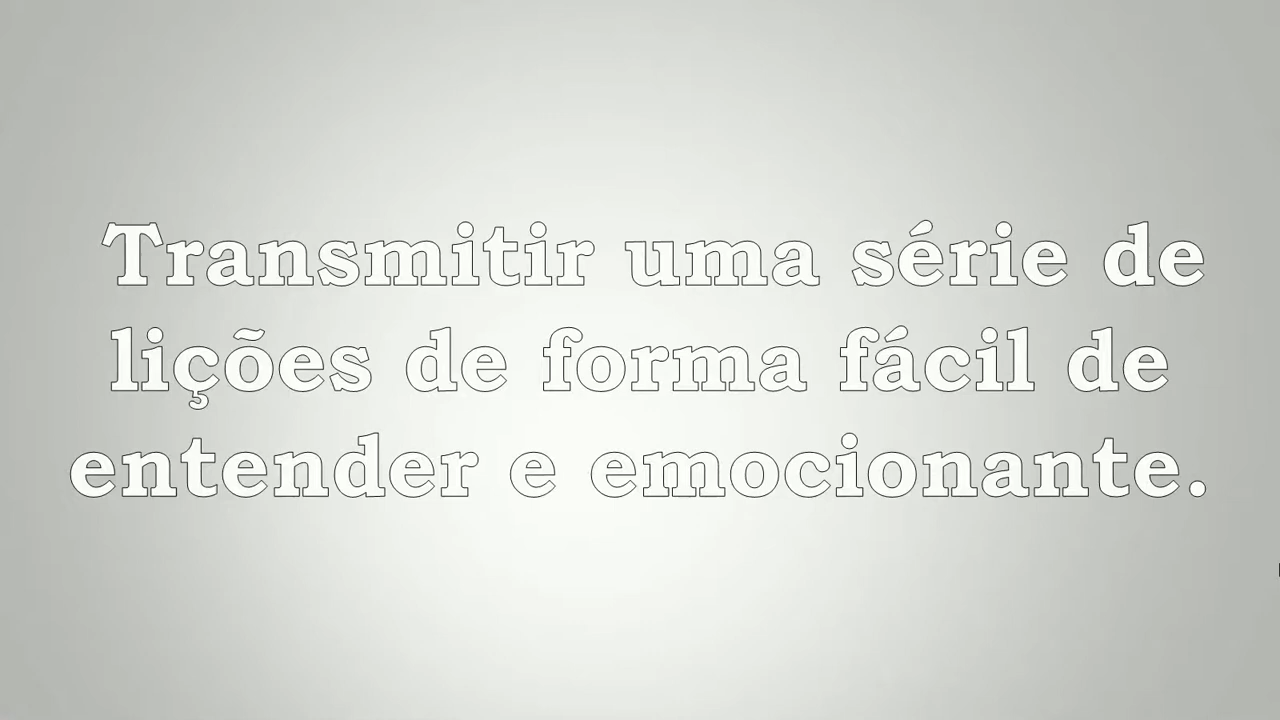 Transmitir uma série de
lições de forma fácil de
entender e emocionante.